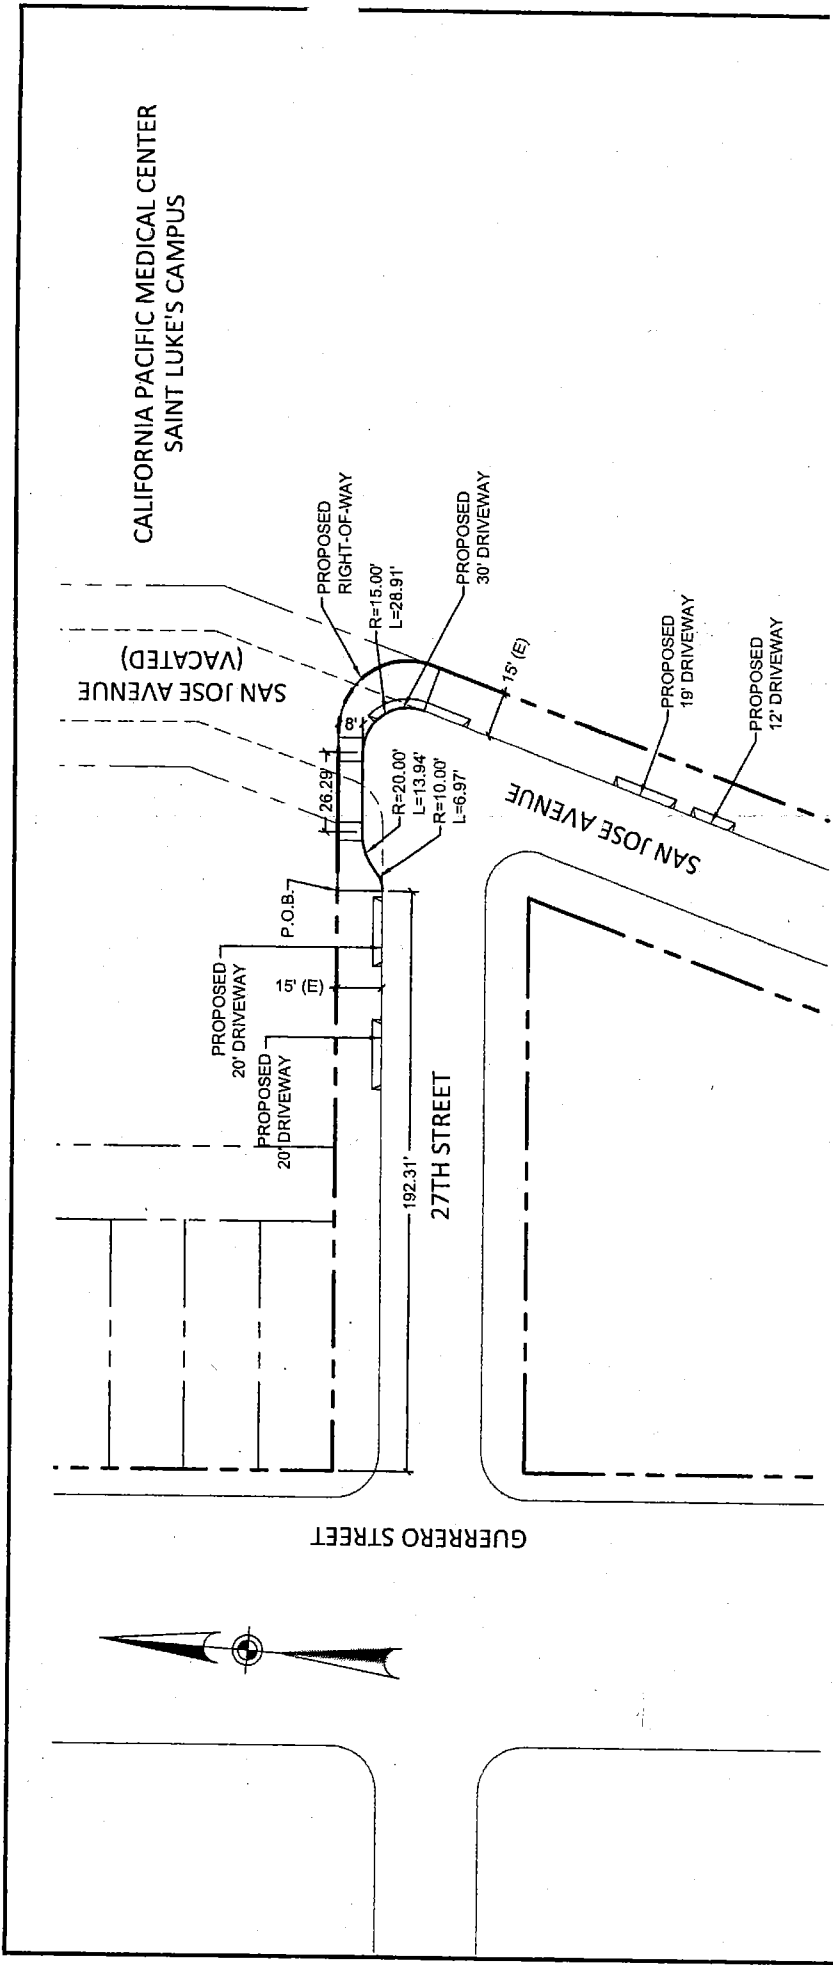 CALIFORNIA PACIFIC MEDICAL CENTER
SAINT LUKE'S CAMPUS
SAN JOSE AVENUE
(VACATED)
PROPOSED
RIGHT-OF-WAY
R=15.00'
L=28.91'
PROPOSED
30' DRIVEWAY
8'
26.29'
R=20.00'
L=13.94'
R=10.00'
L=6.97'
15' (E)
PROPOSED
19' DRIVEWAY
PROPOSED
12' DRIVEWAY
SAN JOSE AVENUE
P.O.B.
PROPOSED
20' DRIVEWAY
15' (E)
PROPOSED
20' DRIVEWAY
192.31'
27TH STREET
GUERRERO STREET